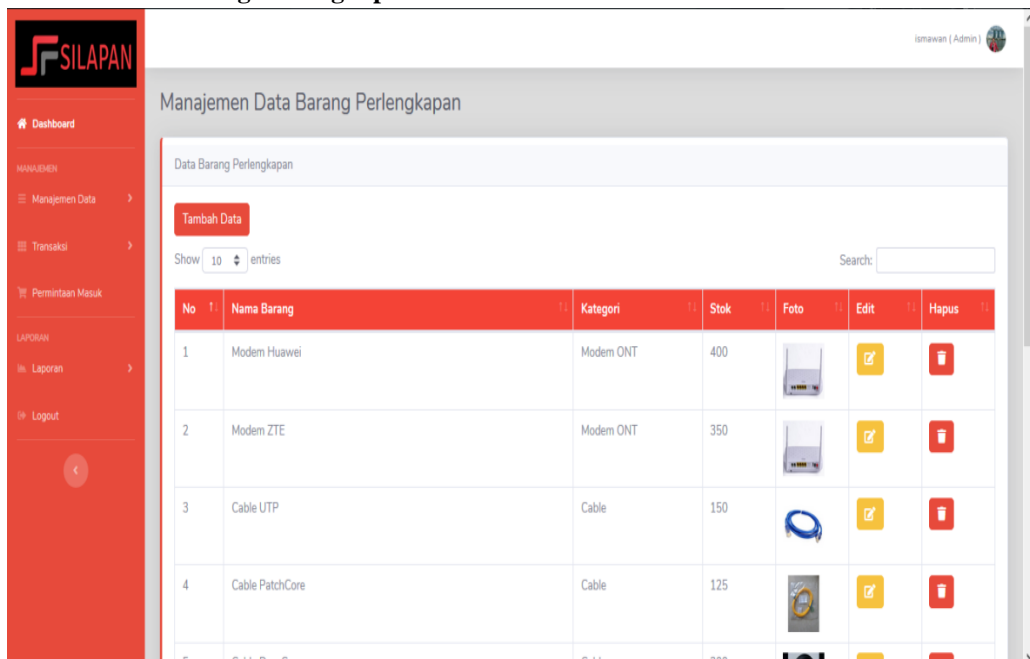 SILAPAN
ismawan ( Admin )
Manajemen Data Barang Perlengkapan
Dashboard
MANAJEMEN
Manajemen Data
Transaksi
Permintaan Masuk
LAPORAN
Laporan
Logout
Data Barang Perlengkapan
Tambah Data
Show 10 entries
Search:
No Nama Barang Kategori Stok Foto Edit Hapus
1 Modem Huawei Modem ONT 400
2 Modem ZTE Modem ONT 350
3 Cable UTP Cable 150
4 Cable PatchCore Cable 125